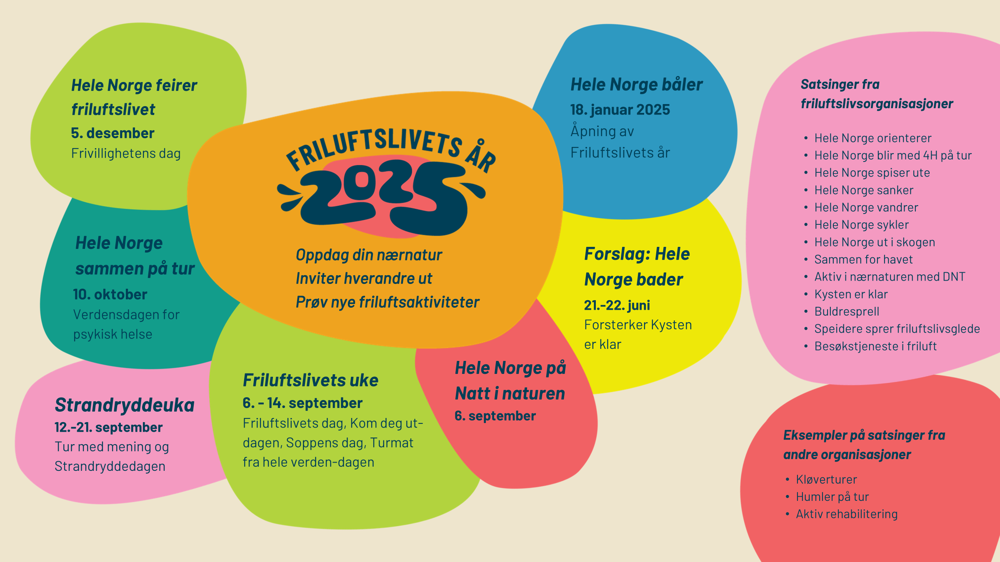 Hele Norge feirer
friluftslivet
5. desember
Frivillighetens dag
Hele Norge
sammen på tur
10. oktober
Verdensdagen for
psykisk helse
Strandryddeuka
12.-21. september
Tur med mening og
Strandryddedagen
FRILUFTSLIVETS ÅR
2025
Oppdag din nærnatur
Inviter hverandre ut
Prøv nye friluftsaktiviteter
Friluftslivets uke
6. - 14. september
Friluftslivets dag, Kom deg ut-
dagen, Soppens dag, Turmat
fra hele verden-dagen
Hele Norge på
Natt i naturen
6. september
Hele Norge båler
18. januar 2025
Åpning av
Friluftslivets år
Forslag: Hele
Norge bader
21.-22. juni
Forsterker Kysten
er klar
Satsinger fra
friluftslivsorganisasjoner
• Hele Norge orienterer
• Hele Norge blir med 4H på tur
• Hele Norge spiser ute
• Hele Norge sanker
• Hele Norge vandrer
• Hele Norge sykler
• Hele Norge ut i skogen
• Sammen for havet
• Aktiv i nærnaturen med DNT
• Kysten er klar
• Buldresprell
• Speidere sprer friluftslivsglede
• Besøkstjeneste i friluft
Eksempler på satsinger fra
andre organisasjoner
• Kløverturer
• Humler på tur
• Aktiv rehabilitering